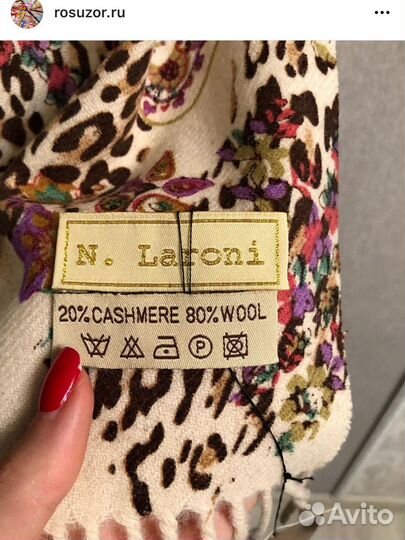 rosuzor.ru
N. Laroni
20% CASHMERE 80% WOOL
P
Avito